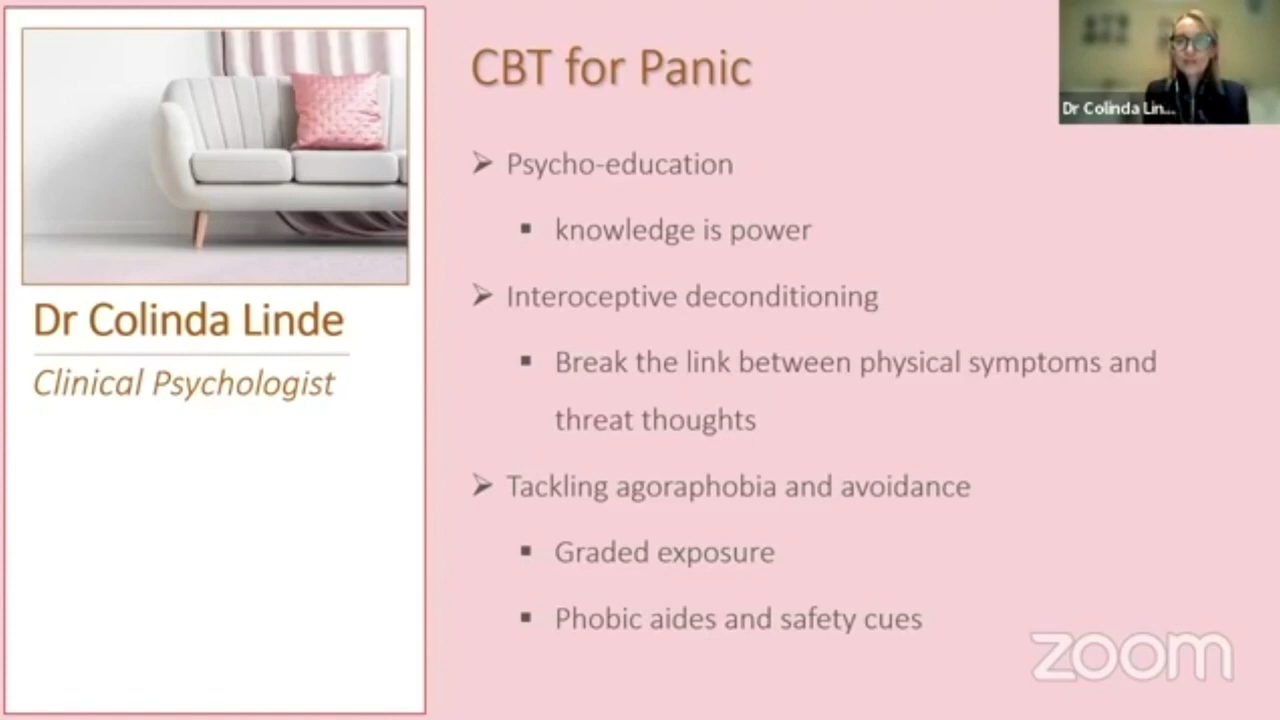 Dr Colinda Linde
Clinical Psychologist
CBT for Panic
Psycho-education
knowledge is power
Interoceptive deconditioning
Break the link between physical symptoms and
threat thoughts
Tackling agoraphobia and avoidance
Graded exposure
Phobic aides and safety cues
Dr Colinda Lin...
zoom